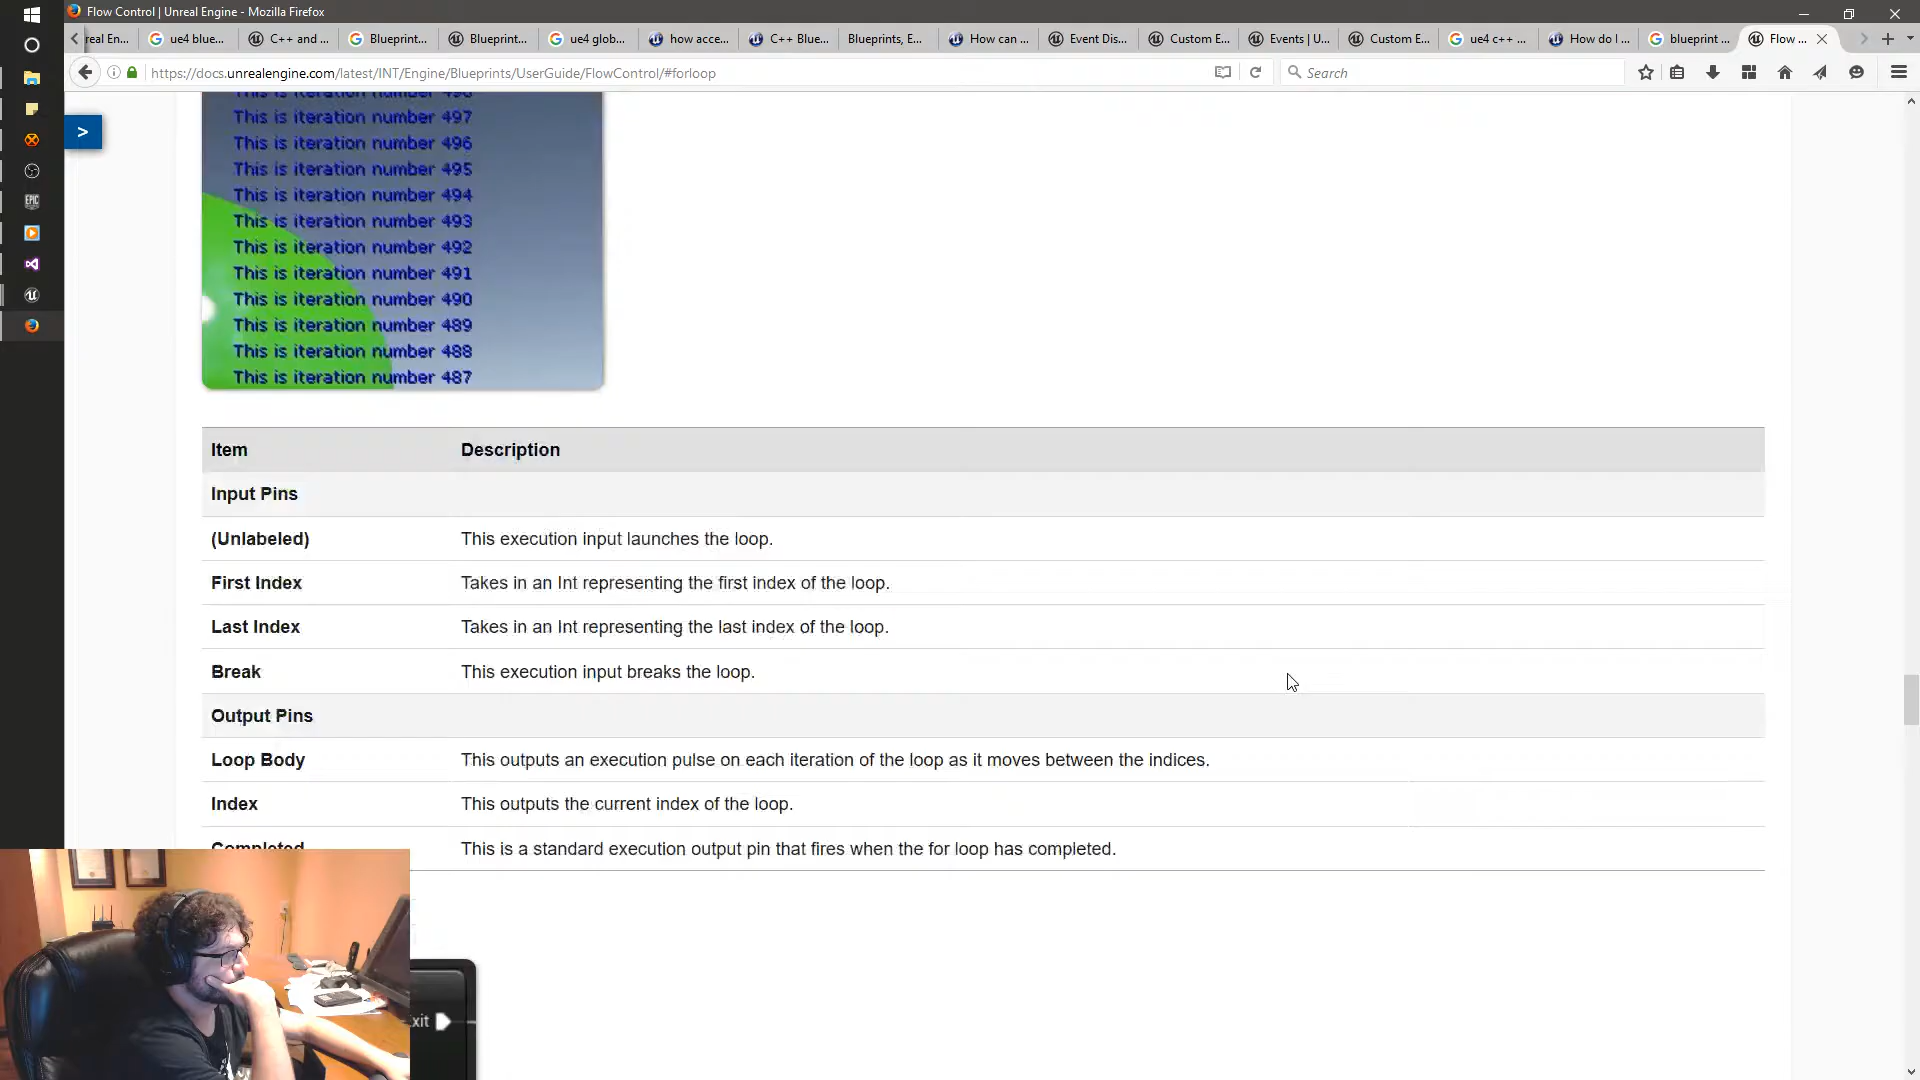 Flow Control | Unreal Engine - Mozilla Firefox
real En...
ue4 blue...
C++ and ...
Blueprint...
Blueprint...
ue4 glob...
how acce...
C++ Blue...
Blueprints, E...
How can ...
Event Dis...
Custom E...
Events | U...
Custom E...
ue4 c++ ...
How do I ...
blueprint ...
Flow ...
https://docs.unrealengine.com/latest/INT/Engine/Blueprints/UserGuide/FlowControl/#forloop
Search
>
This is iteration number 498
This is iteration number 497
This is iteration number 496
This is iteration number 495
This is iteration number 494
This is iteration number 493
This is iteration number 492
This is iteration number 491
This is iteration number 490
This is iteration number 489
This is iteration number 488
This is iteration number 487
EPIC
Item Description
Input Pins
(Unlabeled) This execution input launches the loop.
First Index Takes in an Int representing the first index of the loop.
Last Index Takes in an Int representing the last index of the loop.
Break This execution input breaks the loop.
Output Pins
Loop Body This outputs an execution pulse on each iteration of the loop as it moves between the indices.
Index This outputs the current index of the loop.
Completed This is a standard execution output pin that fires when the for loop has completed.
xit